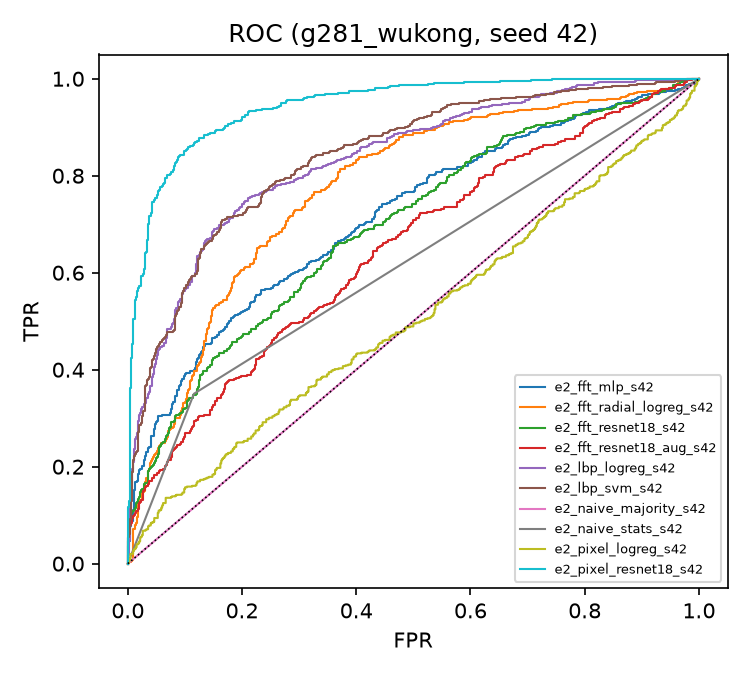 ROC (g281_wukong, seed 42)
1.0
0.8
0.6
0.4
0.2
0.0
TPR
0.0 0.2 0.4 0.6 0.8 1.0
FPR
e2_fft_mlp_s42
e2_fft_radial_logreg_s42
e2_fft_resnet18_s42
e2_fft_resnet18_aug_s42
e2_lbp_logreg_s42
e2_lbp_svm_s42
e2_naive_majority_s42
e2_naive_stats_s42
e2_pixel_logreg_s42
e2_pixel_resnet18_s42